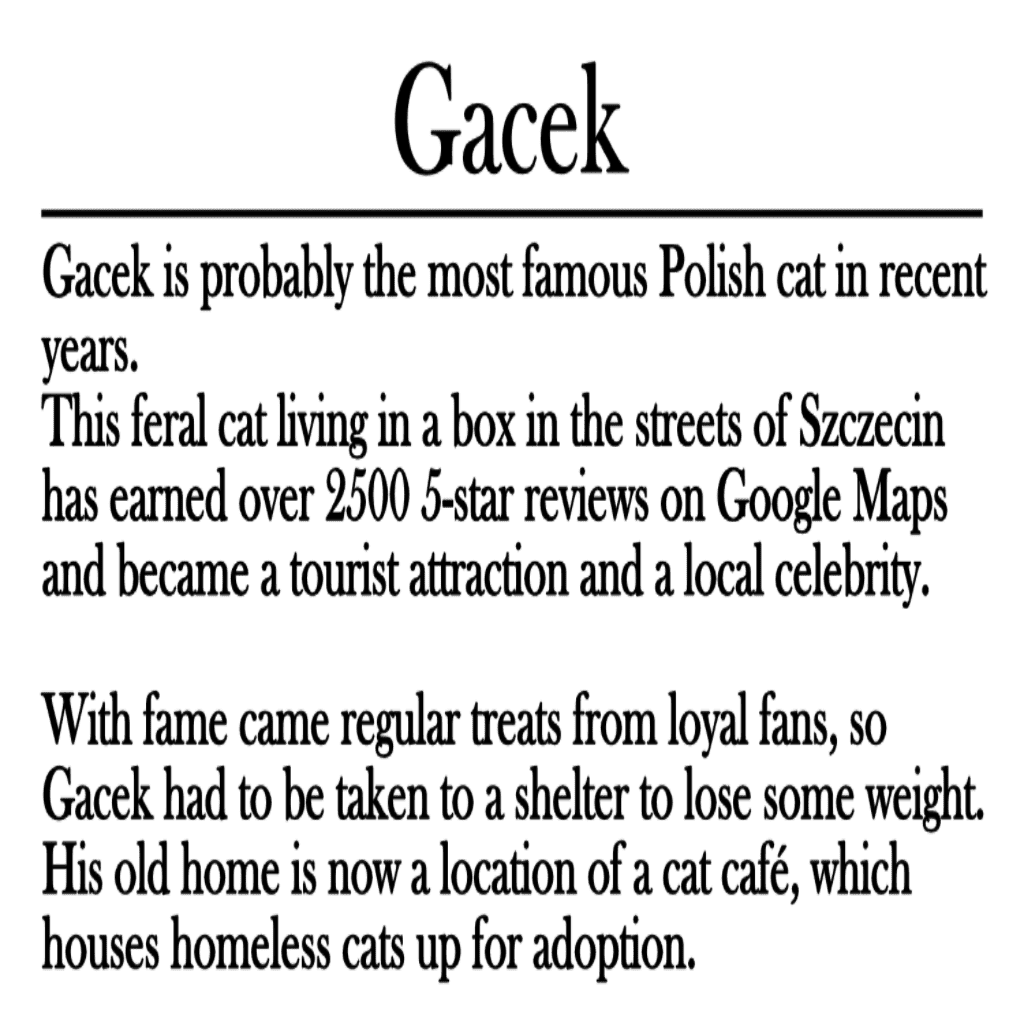 Gacek
Gacek is probably the most famous Polish cat in recent
years.
This feral cat living in a box in the streets of Szczecin
has earned over 2500 5-star reviews on Google Maps
and became a tourist attraction and a local celebrity.
With fame came regular treats from loyal fans, so
Gacek had to be taken to a shelter to lose some weight.
His old home is now a location of a cat café, which
houses homeless cats up for adoption.